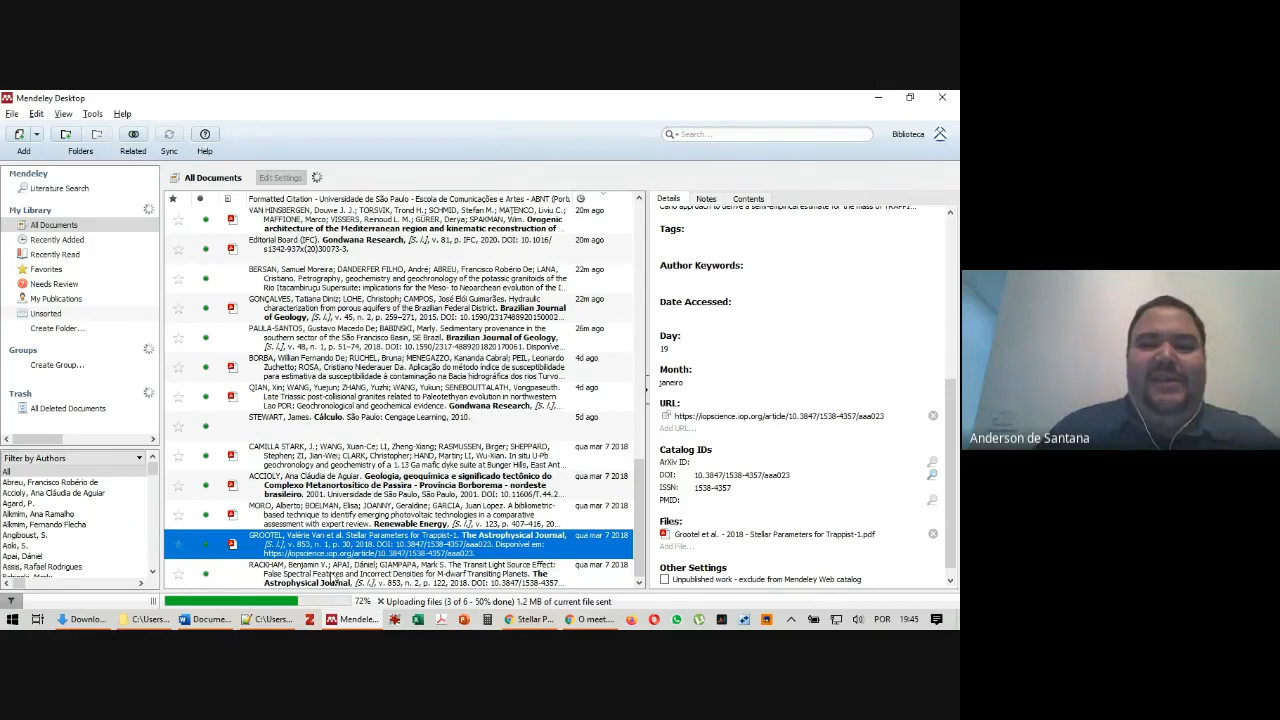 Mendeley Desktop
File Edit View Tools Help
Search...
Biblioteca
Add Folders Related Sync Help
Mendeley
Literature Search
My Library
All Documents
Recently Added
Recently Read
Favorites
Needs Review
My Publications
Unsorted
Create Folder...
Groups
Create Group...
Trash
All Deleted Documents
Filter by Authors
All
Abreu, Francisco Robério de
Accioly, Ana Cláudia de Aguiar
Agard, P.
Alkmim, Ana Ramalho
Alkmim, Fernando Flecha
Angiboust, S.
Aoki, S.
Apai, Dániel
Assis, Rafael Rodrigues
All Documents Edit Settings
Formatted Citation - Universidade de São Paulo - Escola de Comunicações e Artes - ABNT (Port
VAN HINSBERGEN, Douwe J. J.; TORSVIK, Trond H.; SCHMID, Stefan M.; MAŢENCO, Liviu C.; 20m ago
MAFFIONE, Marco; VISSERS, Reinoud L. M.; GÜRER, Derya; SPAKMAN, Wim. Orogenic
architecture of the Mediterranean region and kinematic reconstruction of ...
Editorial Board (IFC). Gondwana Research, [S. l.], v. 81, p. IFC, 2020. DOI: 10.1016/ 20m ago
s1342-937x(20)30073-3.
BERSAN, Samuel Moreira; DANDERFER FILHO, André; ABREU, Francisco Robério De; LANA, 22m ago
Cristiano. Petrography, geochemistry and geochronology of the potassic granitoids of the
Rio Itacambiruçu Supersuite: implications for the Meso- to Neoarchean evolution of the I...
GONÇALVES, Tatiana Diniz; LOHE, Christoph; CAMPOS, José Elói Guimarães. Hydraulic 22m ago
characterization from porous aquifers of the Brazilian Federal District. Brazilian Journal
of Geology, v. 45, n. 2, p. 259–271, 2015. DOI: 10.1590/2317-488920150002...
PAULA-SANTOS, Gustavo Macedo De; BABINSKI, Marly. Sedimentary provenance in the 26m ago
southern sector of the São Francisco Basin, SE Brazil. Brazilian Journal of Geology,
v. 48, n. 1, p. 51–74, 2018. DOI: 10.1590/2317-4889201820170061. Disponíve...
BORBA, Willian Fernando De; RUCHEL, Bruna; MENEGAZZO, Kananda Cabral; PEIL, Leonardo 4d ago
Zuchetto; ROSA, Cristiano Niederauer Da. Aplicação do método índice de susceptibilidade
para estimativa da susceptibilidade à contaminação na Bacia hidrográfica dos rios Turvo...
QIAN, Xin; WANG, Yuejun; ZHANG, Yuzhi; WANG, Yukun; SENEBOUTTALATH, Vongpaseuth. 4d ago
Late Triassic post-collisional granites related to Paleotethyan evolution in northwestern
Lao PDR: Geochronological and geochemical evidence. Gondwana Research, [S. l.]...
STEWART, James. Cálculo. São Paulo: Cengage Learning, 2010. 5d ago
CAMILLA STARK, J.; WANG, Xuan-Ce; LI, Zheng-Xiang; RASMUSSEN, Birger; SHEPPARD, qua mar 7 2018
Stephen; ZI, Jian-Wei; CLARK, Christopher; HAND, Martin; LI, Wu-Xian. In situ U-Pb
geochronology and geochemistry of a 1.13 Ga mafic dyke suite at Bunger Hills, East Ant...
ACCIOLY, Ana Cláudia de Aguiar. Geologia, geoquímica e significado tectônico do qua mar 7 2018
Complexo Metanortosítico de Passira - Província Borborema - nordeste
brasileiro. 2001. Universidade de São Paulo, São Paulo, 2001. DOI: 10.11606/T.44.2...
MORO, Alberto; BOELMAN, Elisa; JOANNY, Geraldine; GARCIA, Juan Lopez. A bibliometric- qua mar 7 2018
based technique to identify emerging photovoltaic technologies in a comparative
assessment with expert review. Renewable Energy, [S. l.], v. 123, p. 407–416, 20...
GROOTEL, Valérie Van et al. Stellar Parameters for Trappist-1. The Astrophysical Journal, qua mar 7 2018
[S. l.], v. 853, n. 1, p. 30, 2018. DOI: 10.3847/1538-4357/aaa023. Disponível em:
https://iopscience.iop.org/article/10.3847/1538-4357/aaa023.
RACKHAM, Benjamin V.; APAI, Dániel; GIAMPAPA, Mark S. The Transit Light Source Effect: qua mar 7 2018
False Spectral Features and Incorrect Densities for M-dwarf Transiting Planets. The
Astrophysical Journal, [S. l.], v. 853, n. 2, p. 122, 2018. DOI: 10.3847/1538-4357...
Details Notes Contents
Tags:
Author Keywords:
Date Accessed:
Day:
19
Month:
janeiro
URL:
https://iopscience.iop.org/article/10.3847/1538-4357/aaa023
Add URL...
Catalog IDs
ArXiv ID:
DOI: 10.3847/1538-4357/aaa023
ISSN: 1538-4357
PMID:
Files:
Grootel et al. - 2018 - Stellar Parameters for Trappist-1.pdf
Add File...
Other Settings
Unpublished work - exclude from Mendeley Web catalog
72% Uploading files (3 of 6 - 50% done) 1.2 MB of current file sent
Downlo... C:\Users... Docume... C:\Users... Mendele... Stellar P... O meet.... POR 19:45
Anderson de Santana